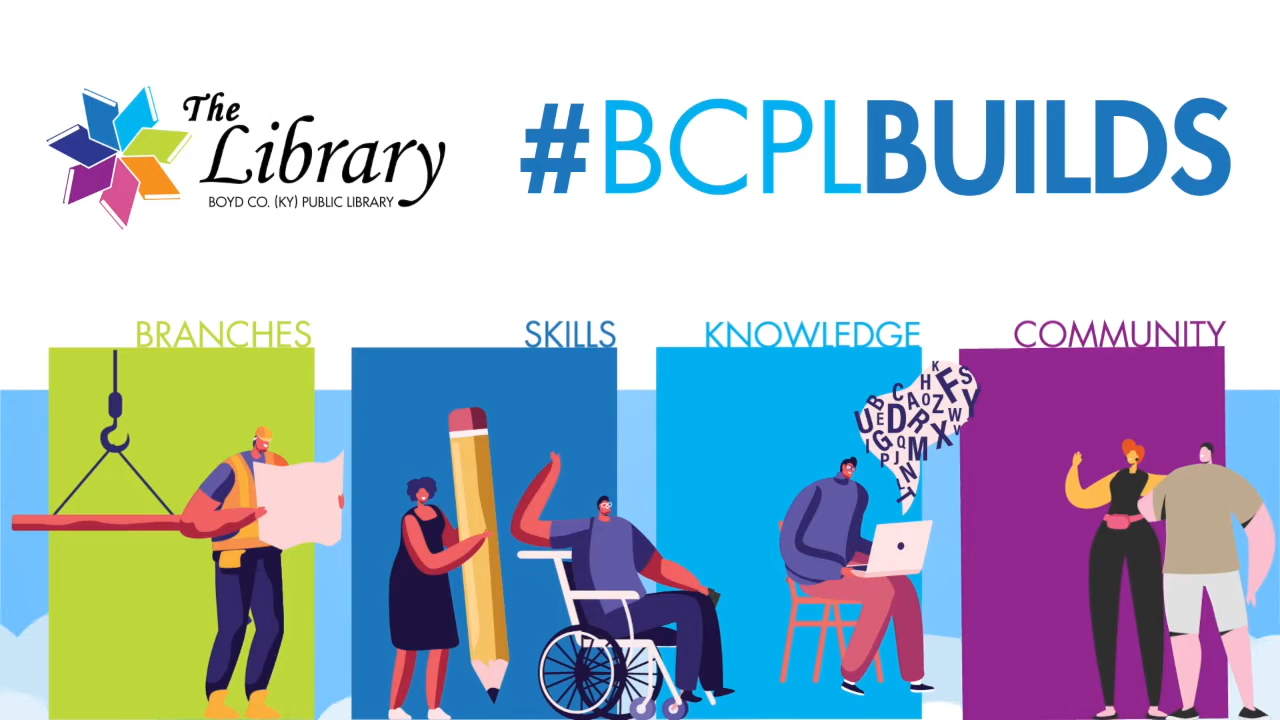 The
Library
BOYD CO. (KY) PUBLIC LIBRARY
#BCPLBUILDS
BRANCHES
SKILLS
KNOWLEDGE
COMMUNITY
K
H F S
B C A O Z Y
U E D R W
I G Q M X V
P J N
L
T